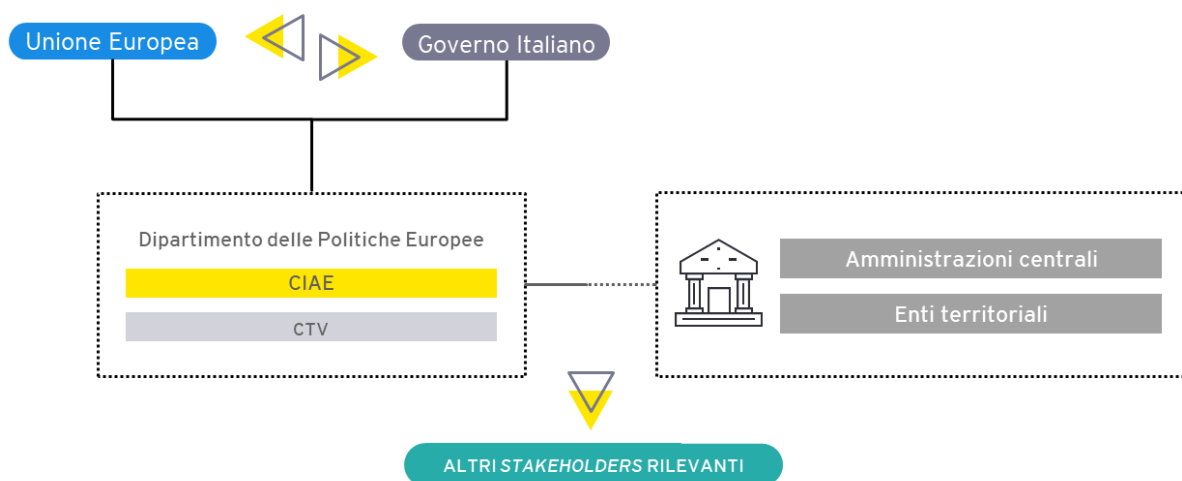 Unione Europea
Governo Italiano
Dipartimento delle Politiche Europee
CIAE
CTV
Amministrazioni centrali
Enti territoriali
ALTRI STAKEHOLDERS RILEVANTI